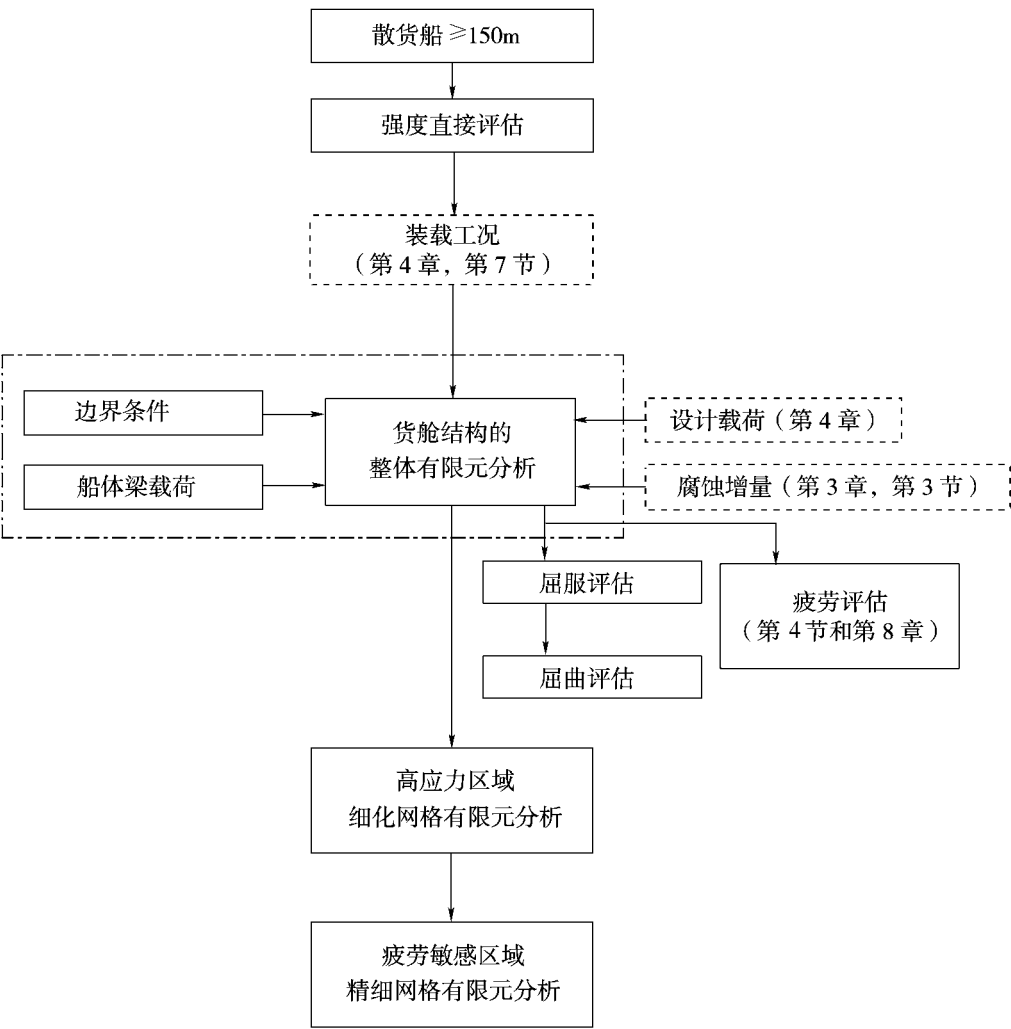 散货船 ≥150m
强度直接评估
装载工况
（第 4 章，第 7 节）
边界条件
船体梁载荷
货舱结构的
整体有限元分析
设计载荷（第 4 章）
腐蚀增量（第 3 章，第 3 节）
屈服评估
屈曲评估
疲劳评估
（第 4节和第 8 章）
高应力区域
细化网格有限元分析
疲劳敏感区域
精细网格有限元分析